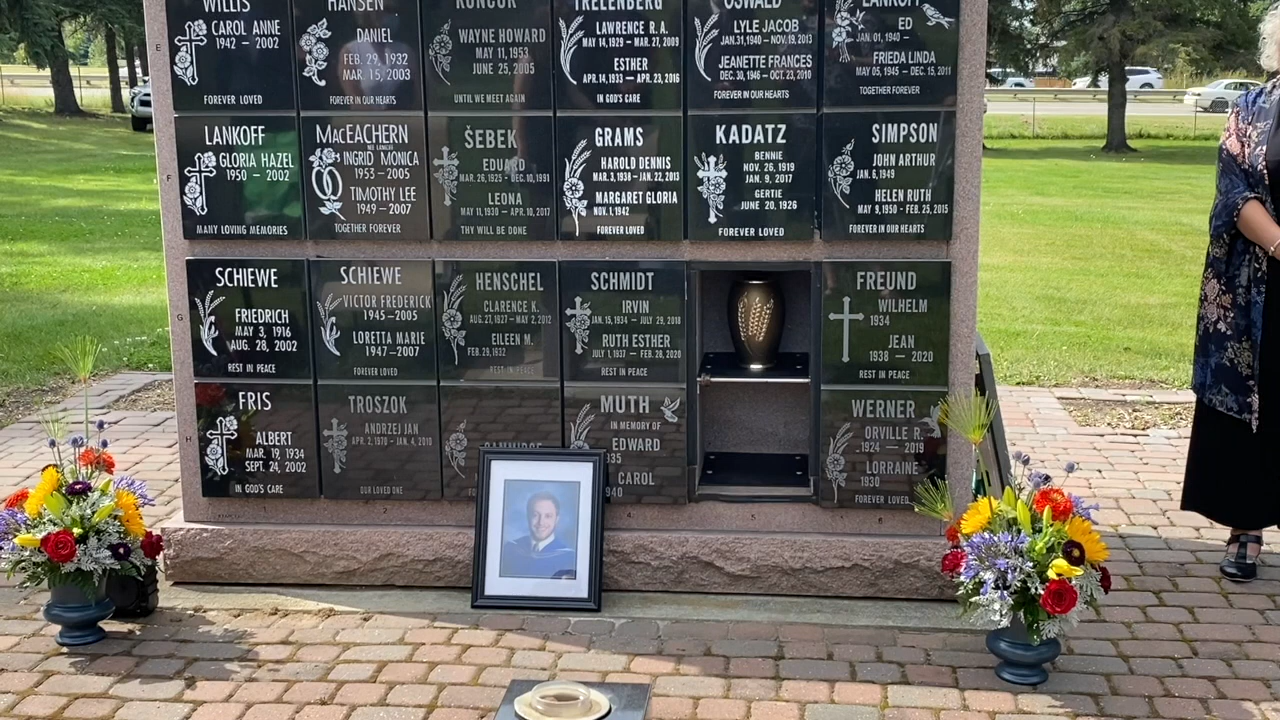 WILLIS
CAROL ANNE
1942 – 2002
FOREVER LOVED
HANSEN
DANIEL
FEB. 29, 1932
MAR. 15, 2003
FOREVER IN OUR HEARTS
WAYNE HOWARD
MAY 11, 1953
JUNE 25, 2005
UNTIL WE MEET AGAIN
TRELENBERG
LAWRENCE R.A.
MAY 14, 1929 – MAR. 27, 2009
ESTHER
APR. 14, 1933 – APR. 23, 2016
IN GOD'S CARE
OSWALD
LYLE JACOB
JAN. 31, 1940 – NOV. 19, 2013
JEANETTE FRANCES
DEC. 30, 1946 – OCT. 23, 2010
FOREVER IN OUR HEARTS
LANKOFF
ED
JAN. 01, 1940 –
FRIEDA LINDA
MAY 05, 1945 – DEC. 15, 2011
TOGETHER FOREVER
E
F
LANKOFF
GLORIA HAZEL
1950 – 2002
MANY LOVING MEMORIES
MACEACHERN
INGRID MONICA
1953 – 2005
TIMOTHY LEE
1949 – 2007
TOGETHER FOREVER
ŠEBEK
EDUARD
MAR. 26, 1925 – DEC. 10, 1991
LEONA
MAY 11, 1930 – APR. 10, 2017
THY WILL BE DONE
GRAMS
HAROLD DENNIS
MAR. 3, 1938 – JAN. 22, 2013
MARGARET GLORIA
NOV. 1, 1942
FOREVER LOVED
KADATZ
BENNIE
NOV. 26, 1919
JAN. 9, 2017
GERTIE
JUNE 20, 1926
FOREVER LOVED
SIMPSON
JOHN ARTHUR
JAN. 6, 1949
HELEN RUTH
MAY 9, 1950 – FEB. 25, 2015
FOREVER IN OUR HEARTS
G
SCHIEWE
FRIEDRICH
MAY 3, 1916
AUG. 28, 2002
REST IN PEACE
SCHIEWE
VICTOR FREDERICK
1945–2005
LORETTA MARIE
1947–2007
FOREVER LOVED
HENSCHEL
CLARENCE K.
AUG. 27, 1927 – MAY 2, 2012
EILEEN M.
FEB. 29, 1932
REST IN PEACE
SCHMIDT
IRVIN
JAN. 15, 1934 – JULY 29, 2018
RUTH ESTHER
JULY 1, 1937 – FEB. 28, 2020
REST IN PEACE
FREUND
WILHELM
1934
JEAN
1938 – 2020
REST IN PEACE
H
FRIS
ALBERT
MAR. 19, 1934
SEPT. 24, 2002
IN GOD'S CARE
TROSZOK
ANDRZEJ JAN
APR. 2, 1970 – JAN. 4, 2010
OUR LOVED ONE
MUTH
IN MEMORY OF
EDWARD
CAROL
WERNER
ORVILLE R.
1924 – 2019
LORRAINE
1930
FOREVER LOVED
1
2
4
5
6